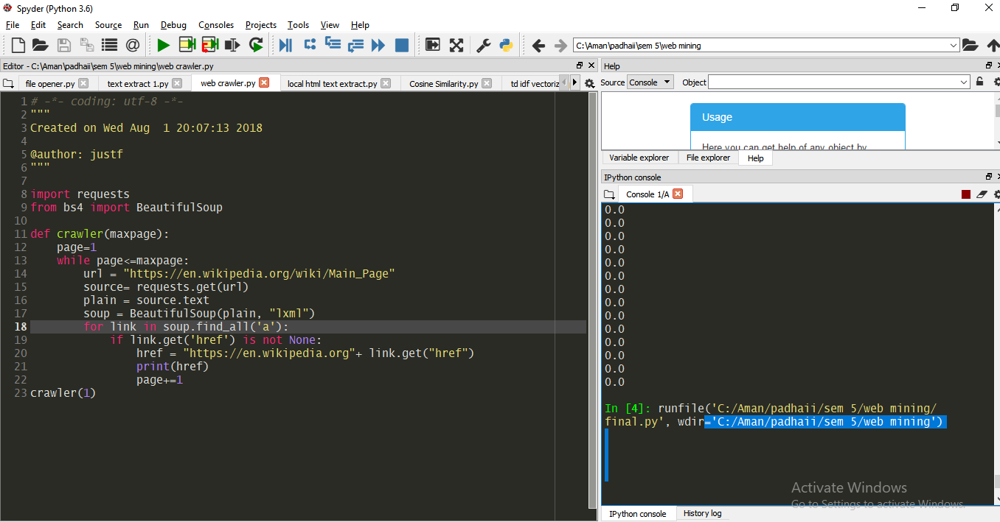 Spyder (Python 3.6)
File Edit Search Source Run Debug Consoles Projects Tools View Help
C:\Aman\padhaii\sem 5\web mining
Editor - C:\Aman\padhaii\sem 5\web mining\web crawler.py
file opener.py text extract 1.py web crawler.py local html text extract.py Cosine Similarity.py td idf vectoriz
1 # -*- coding: utf-8 -*-
2 """
3 Created on Wed Aug  1 20:07:13 2018
4
5 @author: justf
6 """
7
8 import requests
9 from bs4 import BeautifulSoup
10
11 def crawler(maxpage):
12     page=1
13     while page<=maxpage:
14         url = "https://en.wikipedia.org/wiki/Main_Page"
15         source= requests.get(url)
16         plain = source.text
17         soup = BeautifulSoup(plain, "lxml")
18         for link in soup.find_all('a'):
19             if link.get('href') is not None:
20                 href = "https://en.wikipedia.org"+ link.get("href")
21                 print(href)
22                 page+=1
23 crawler(1)
Help
Source Console Object
Usage
Here you can get help of any object by
Variable explorer File explorer Help
IPython console
Console 1/A
0.0
0.0
0.0
0.0
0.0
0.0
0.0
0.0
0.0
0.0
0.0
0.0
0.0
0.0
In [4]: runfile('C:/Aman/padhaii/sem 5/web mining/
final.py', wdir='C:/Aman/padhaii/sem 5/web mining')
Activate Windows
Go to Settings to activate Windows.
IPython console History log